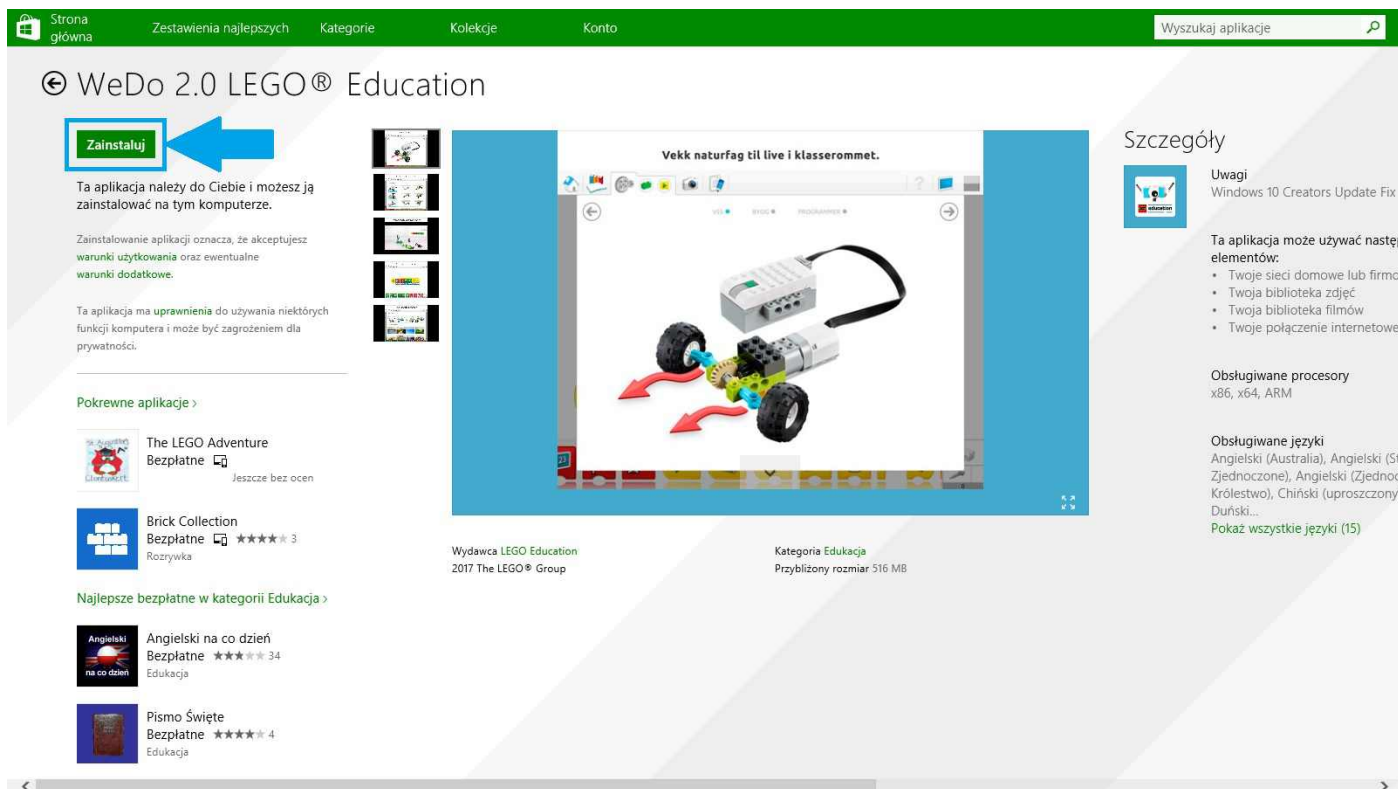 Strona
główna
Zestawienia najlepszych
Kategorie
Kolekcje
Konto
Wyszukaj aplikacje
WeDo 2.0 LEGO® Education
Zainstaluj
Ta aplikacja należy do Ciebie i możesz ją
zainstalować na tym komputerze.
Zainstalowanie aplikacji oznacza, że akceptujesz
warunki użytkowania oraz ewentualne
warunki dodatkowe.
Ta aplikacja ma uprawnienia do używania niektórych
funkcji komputera i może być zagrożeniem dla
prywatności.
Pokrewne aplikacje ›
The LEGO Adventure
Bezpłatne
Jeszcze bez ocen
Brick Collection
Bezpłatne ★★★★★ 3
Rozrywka
Najlepsze bezpłatne w kategorii Edukacja ›
Angielski
na co dzień
Angielski na co dzień
Bezpłatne ★★★★★ 34
Edukacja
Pismo Święte
Bezpłatne ★★★★★ 4
Edukacja
Vekk naturfag til live i klasserommet.
BYGG
PROGRAMMER
Wydawca LEGO Education
2017 The LEGO® Group
Kategoria Edukacja
Przybliżony rozmiar 516 MB
Szczegóły
education
Uwagi
Windows 10 Creators Update Fix
Ta aplikacja może używać nastę
elementów:
• Twoje sieci domowe lub firmo
• Twoja biblioteka zdjęć
• Twoja biblioteka filmów
• Twoje połączenie internetowe
Obsługiwane procesory
x86, x64, ARM
Obsługiwane języki
Angielski (Australia), Angielski (St
Zjednoczone), Angielski (Zjednoc
Królestwo), Chiński (uproszczony
Duński...
Pokaż wszystkie języki (15)